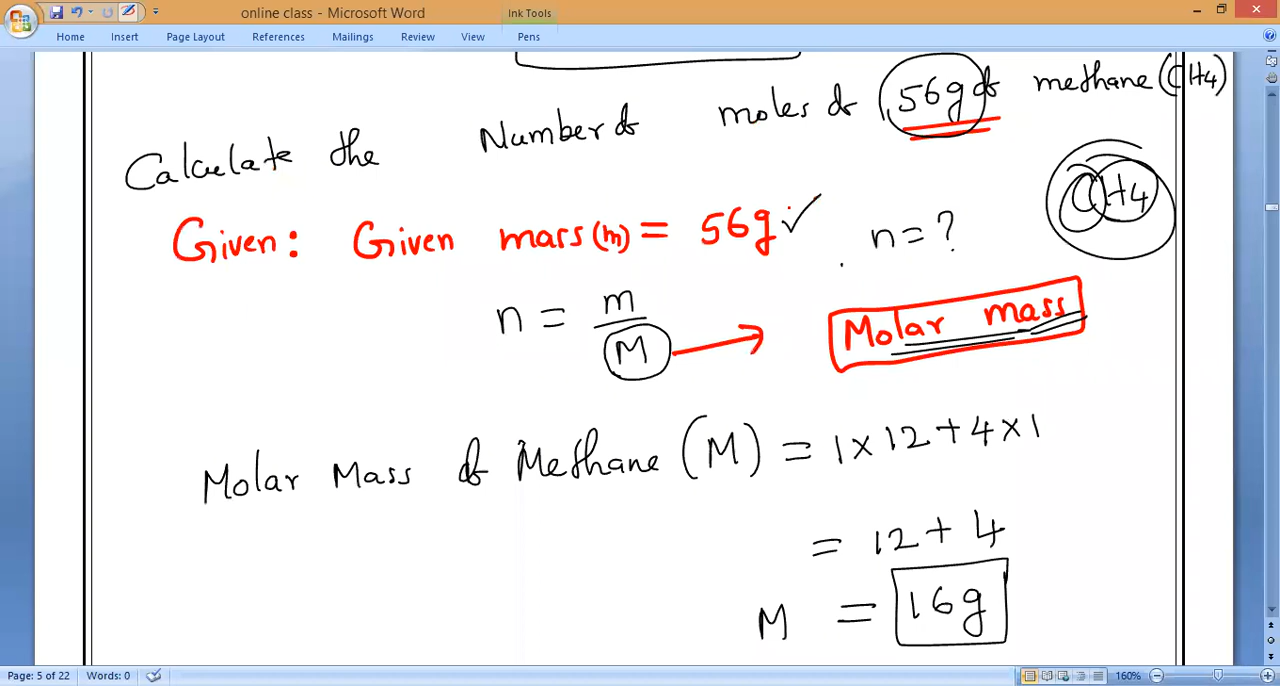 online class - Microsoft Word
Ink Tools
Home Insert Page Layout References Mailings Review View Pens
Calculate the Number of moles of 56g of methane (CH4)
CH4
Given: Given mass(m) = 56g ✓ n = ?
n = m/M → Molar mass
Molar Mass of Methane (M) = 1 × 12 + 4 × 1
= 12 + 4
M = 16g
Page: 5 of 22 Words: 0 160%